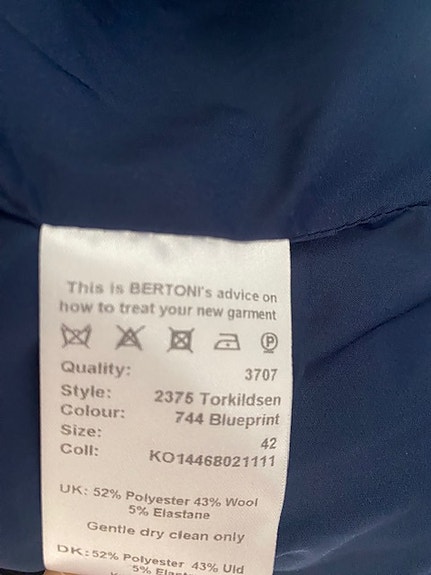 This is BERTONI's advice on
how to treat your new garment
P
Quality: 3707
Style: 2375 Torkildsen
Colour: 744 Blueprint
Size: 42
Coll: KO14468021111
UK: 52% Polyester 43% Wool
5% Elastane
Gentle dry clean only
DK: 52% Polyester 43% Uld
5% Elastane